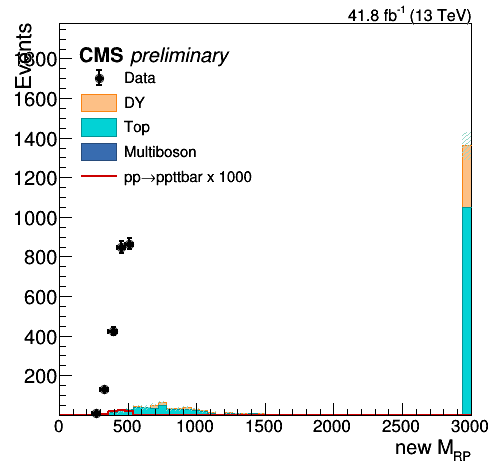 41.8 fb⁻¹ (13 TeV)
Events
CMS preliminary
Data
DY
Top
Multiboson
pp→ppttbar x 1000
1800
1600
1400
1200
1000
800
600
400
200
0 500 1000 1500 2000 2500 3000
new M_RP